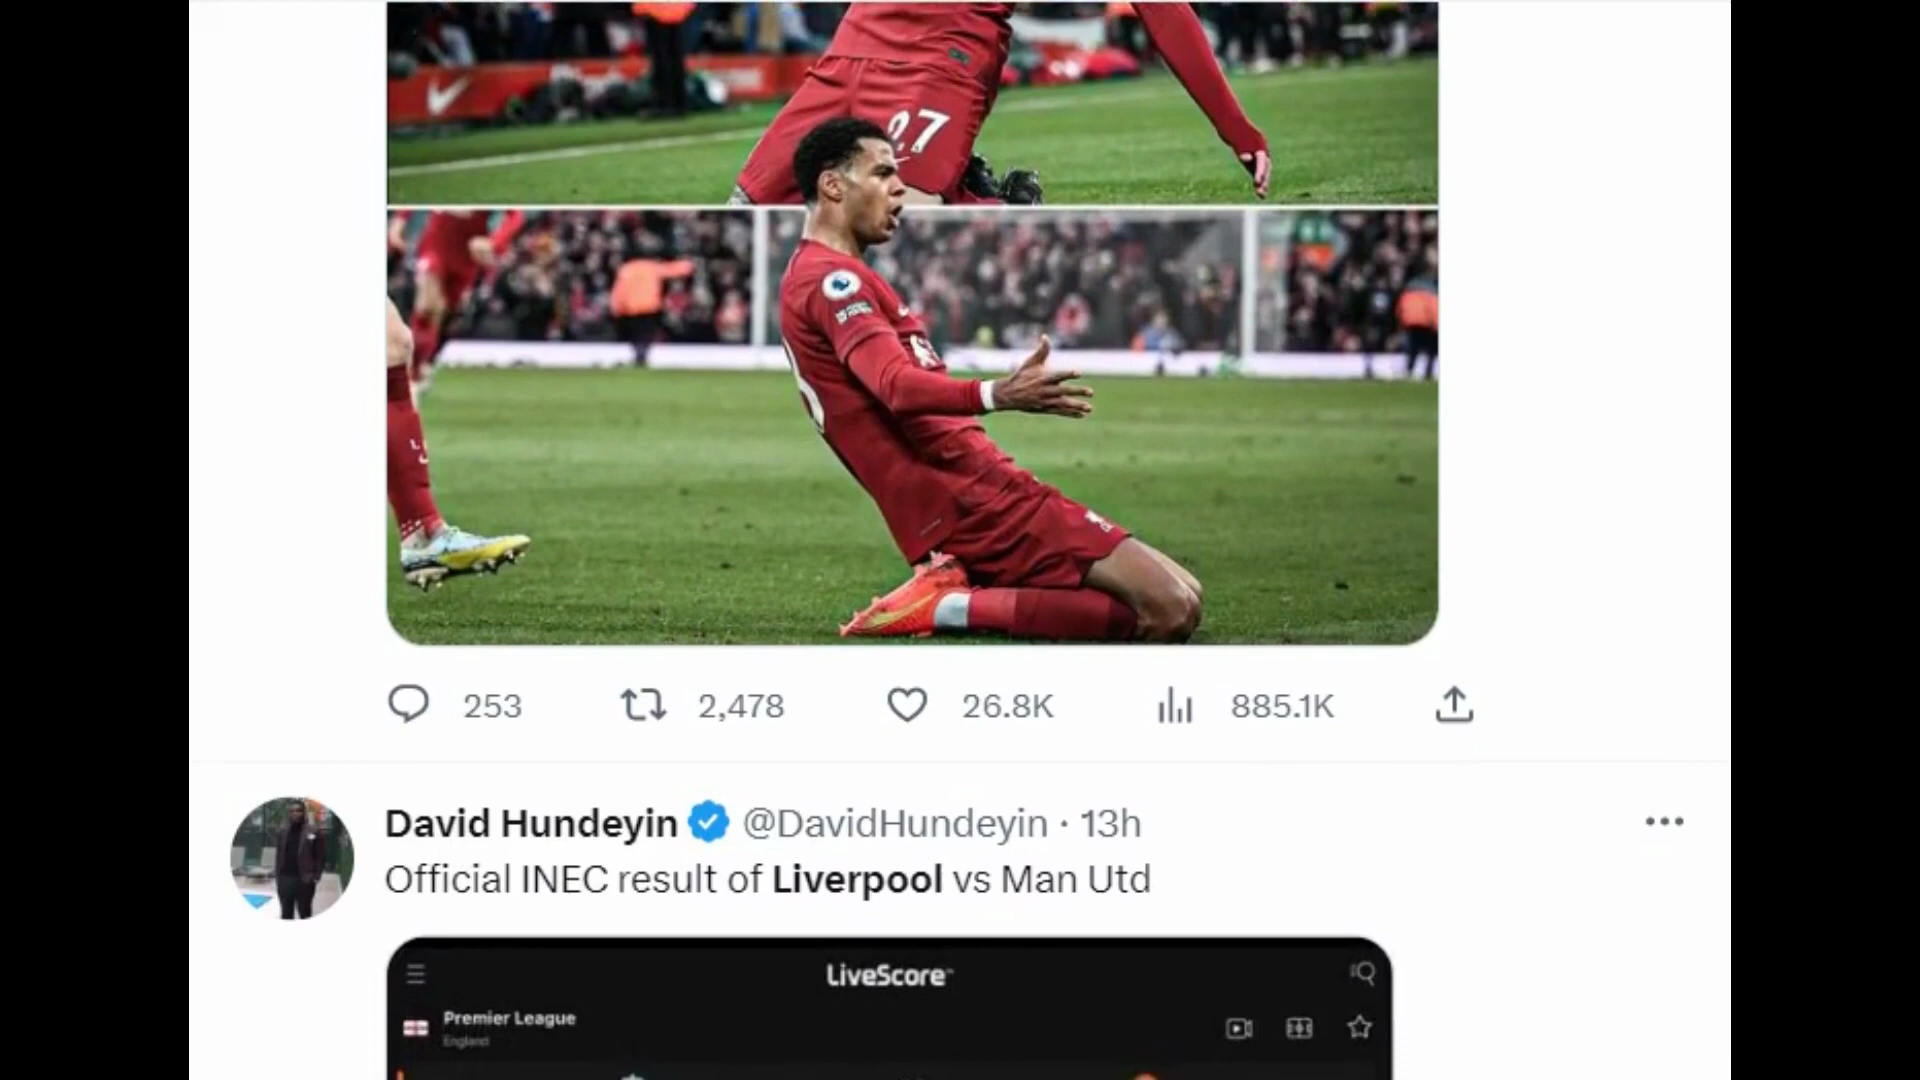 27
253 2,478 26.8K 885.1K
David Hundeyin @DavidHundeyin · 13h
Official INEC result of Liverpool vs Man Utd
LiveScore
Premier League
England